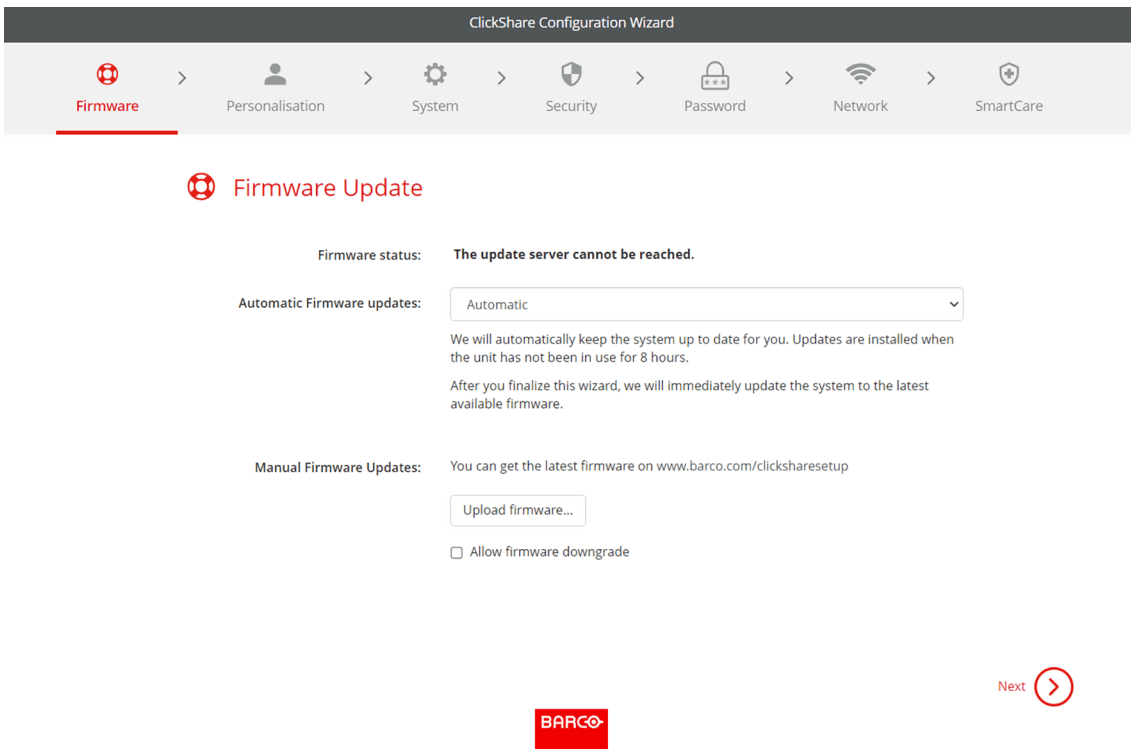 ClickShare Configuration Wizard
Firmware
Personalisation
System
Security
Password
Network
SmartCare
Firmware Update
Firmware status: The update server cannot be reached.
Automatic Firmware updates: Automatic
We will automatically keep the system up to date for you. Updates are installed when
the unit has not been in use for 8 hours.
After you finalize this wizard, we will immediately update the system to the latest
available firmware.
Manual Firmware Updates: You can get the latest firmware on www.barco.com/clicksharesetup
Upload firmware...
Allow firmware downgrade
Next
BARCO